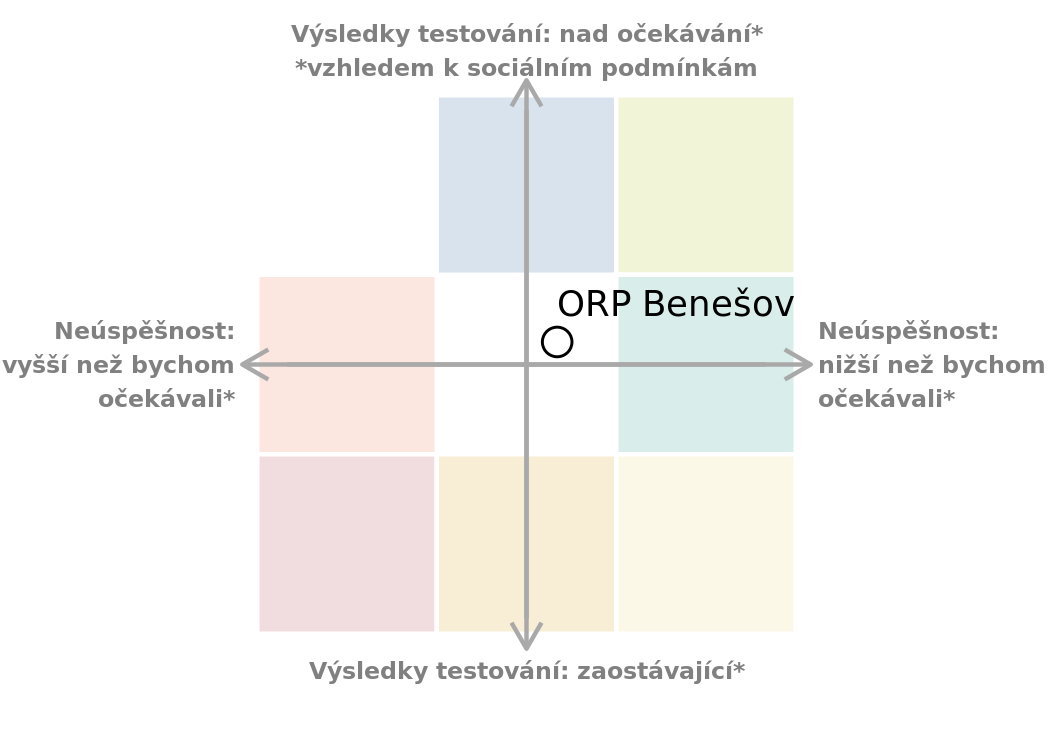 Výsledky testování: nad očekávání*
*vzhledem k sociálním podmínkám
ORP Benešov
Neúspěšnost:
vyšší než bychom
očekávali*
Neúspěšnost:
nižší než bychom
očekávali*
Výsledky testování: zaostávající*